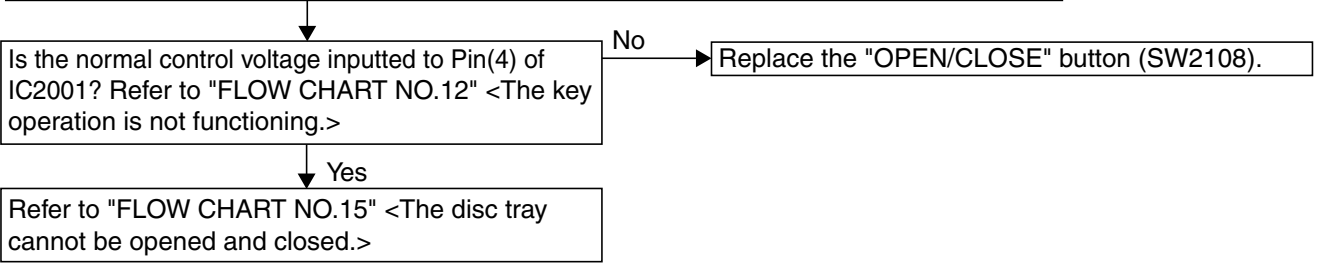 Is the normal control voltage inputted to Pin(4) of
IC2001? Refer to "FLOW CHART NO.12" <The key
operation is not functioning.>
No
Replace the "OPEN/CLOSE" button (SW2108).
Yes
Refer to "FLOW CHART NO.15" <The disc tray
cannot be opened and closed.>